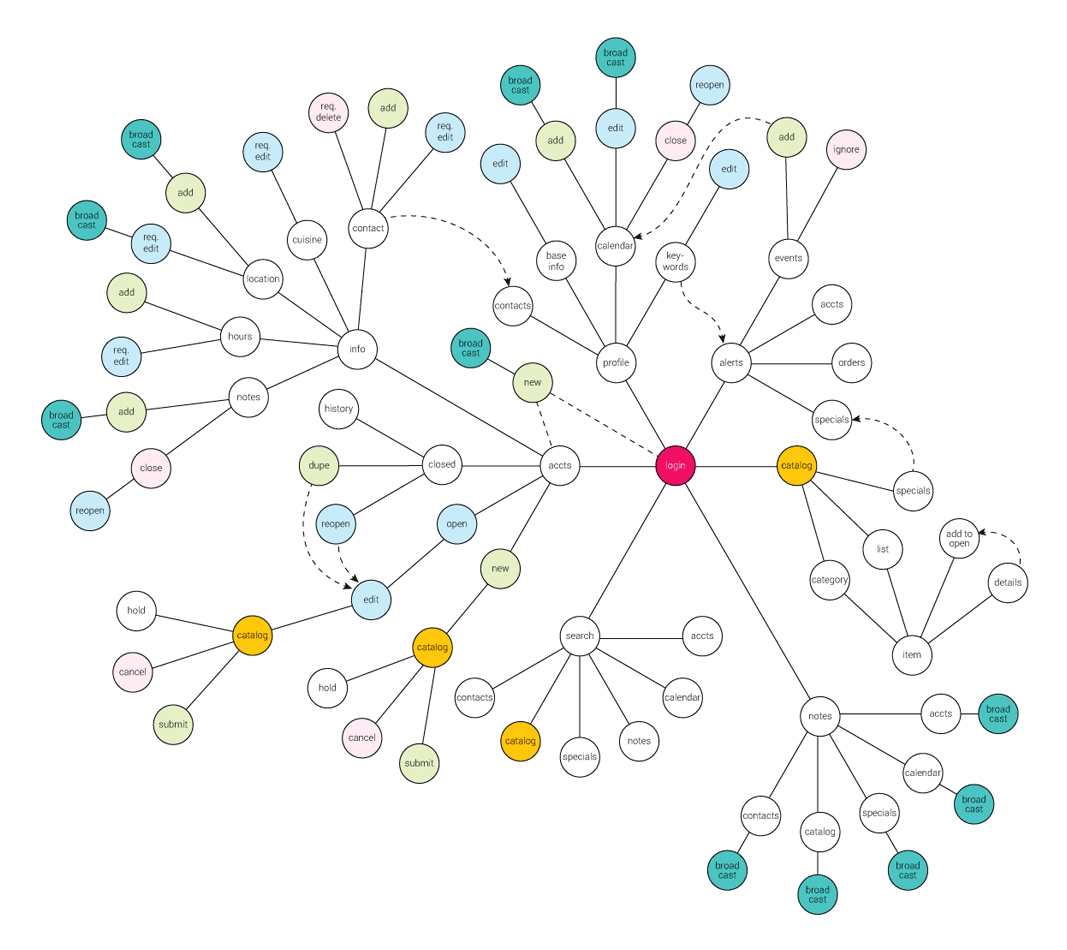 broad
cast
broad
cast
reopen
req.
delete
add
req.
edit
broad
cast
add
edit
close
add
req.
edit
edit
edit
ignore
add
broad
cast
req.
edit
cuisine
contact
calendar
base
info
key-
words
events
location
add
contacts
accts
hours
req.
edit
info
broad
cast
profile
alerts
orders
new
notes
history
broad
cast
add
specials
close
dupe
closed
accts
login
catalog
specials
reopen
reopen
open
add to
open
list
new
category
details
edit
hold
catalog
search
accts
catalog
item
cancel
hold
contacts
calendar
submit
cancel
catalog
notes
notes
accts
broad
cast
submit
specials
calendar
broad
cast
contacts
specials
catalog
broad
cast
broad
cast
broad
cast